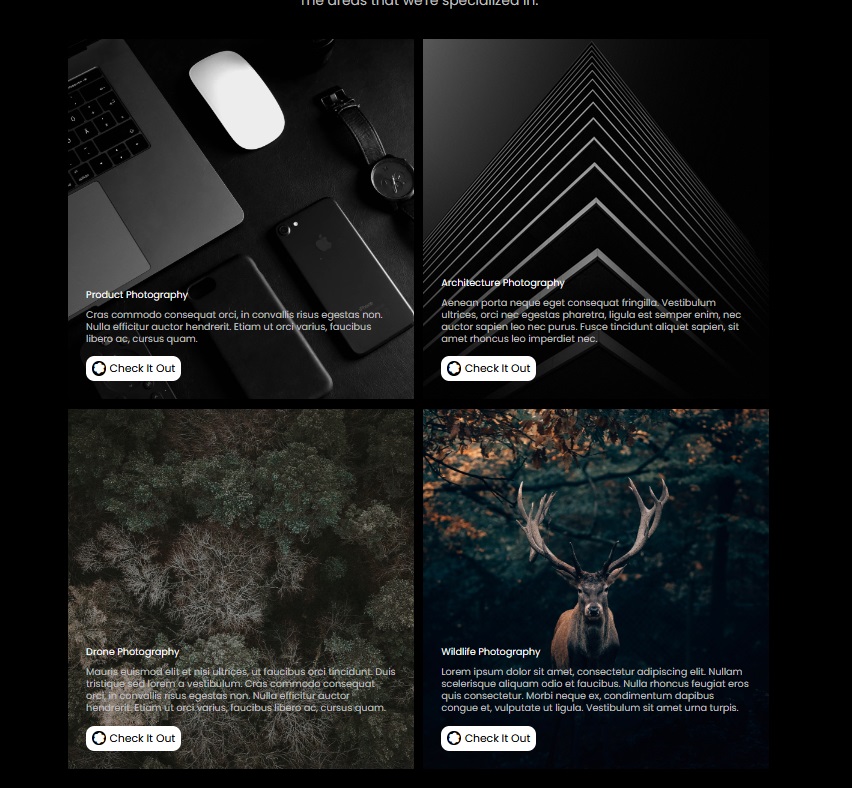 The areas that we're specialized in.
Product Photography
Cras commodo consequat orci, in convallis risus egestas non.
Nulla efficitur auctor hendrerit. Etiam ut orci varius, faucibus
libero ac, cursus quam.
Check It Out
Architecture Photography
Aenean porta neque eget consequat fringilla. Vestibulum
ultrices, orci nec egestas pharetra, ligula est semper enim, nec
auctor sapien leo nec purus. Fusce tincidunt aliquet sapien, sit
amet rhoncus leo imperdiet nec.
Check It Out
Drone Photography
Mauris euismod elit et nisi ultrices, ut faucibus orci tincidunt. Duis
tristique sed lorem a vestibulum. Cras commodo consequat
orci, in convallis risus egestas non. Nulla efficitur auctor
hendrerit. Etiam ut orci varius, faucibus libero ac, cursus quam.
Check It Out
Wildlife Photography
Lorem ipsum dolor sit amet, consectetur adipiscing elit. Nullam
scelerisque aliquam odio et faucibus. Nulla rhoncus feugiat eros
quis consectetur. Morbi neque ex, condimentum dapibus
congue et, vulputate ut ligula. Vestibulum sit amet urna turpis.
Check It Out